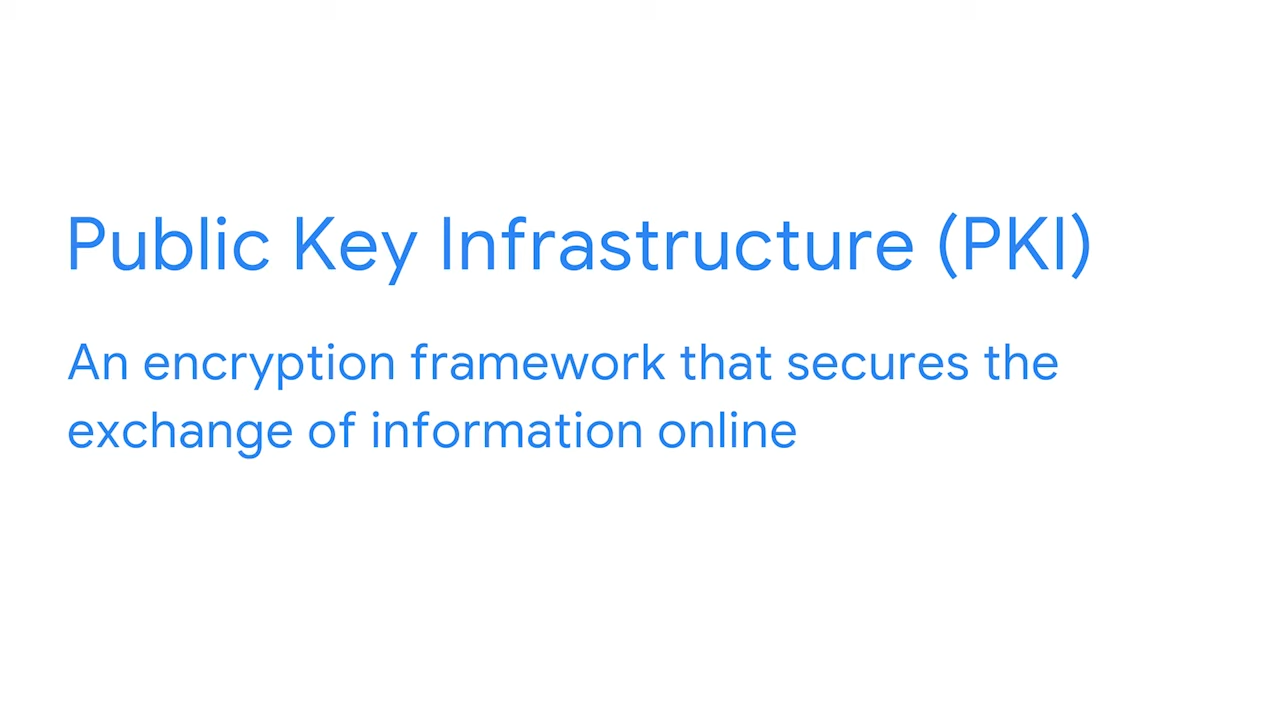 Public Key Infrastructure (PKI)
An encryption framework that secures the
exchange of information online